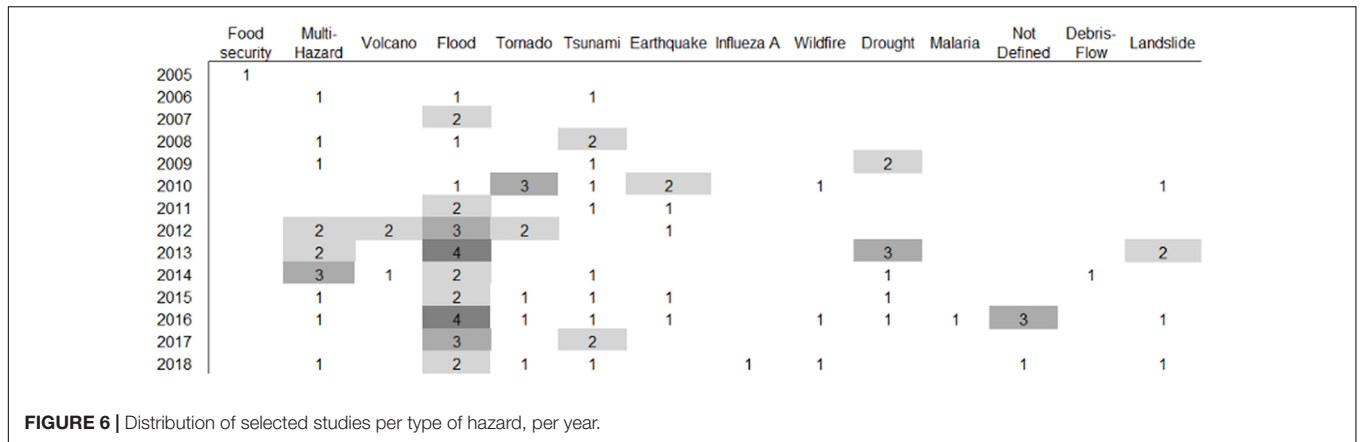 Food security Multi-Hazard Volcano Flood Tornado Tsunami Earthquake Influeza A Wildfire Drought Malaria Not Defined Debris-Flow Landslide
2005 1
2006 1 1 1
2007 2
2008 1 1 2
2009 1 1 2
2010 1 3 1 2 1 1
2011 2 1 1
2012 2 2 3 2 1
2013 2 4 3 2
2014 3 1 2 1 1 1
2015 1 2 1 1 1 1
2016 1 4 1 1 1 1 1 1 3 1
2017 3 2
2018 1 2 1 1 1 1 1 1
FIGURE 6 | Distribution of selected studies per type of hazard, per year.